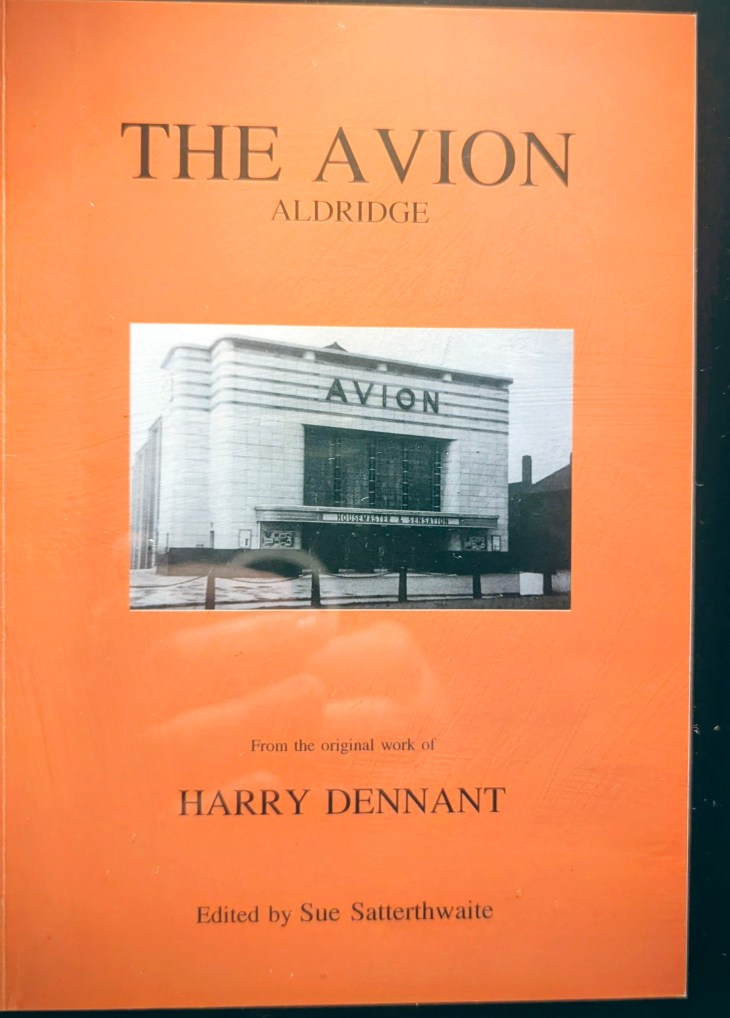 THE AVION
ALDRIDGE
AVION
HOUSEMASTER & SENSATION
From the original work of
HARRY DENNANT
Edited by Sue Satterthwaite